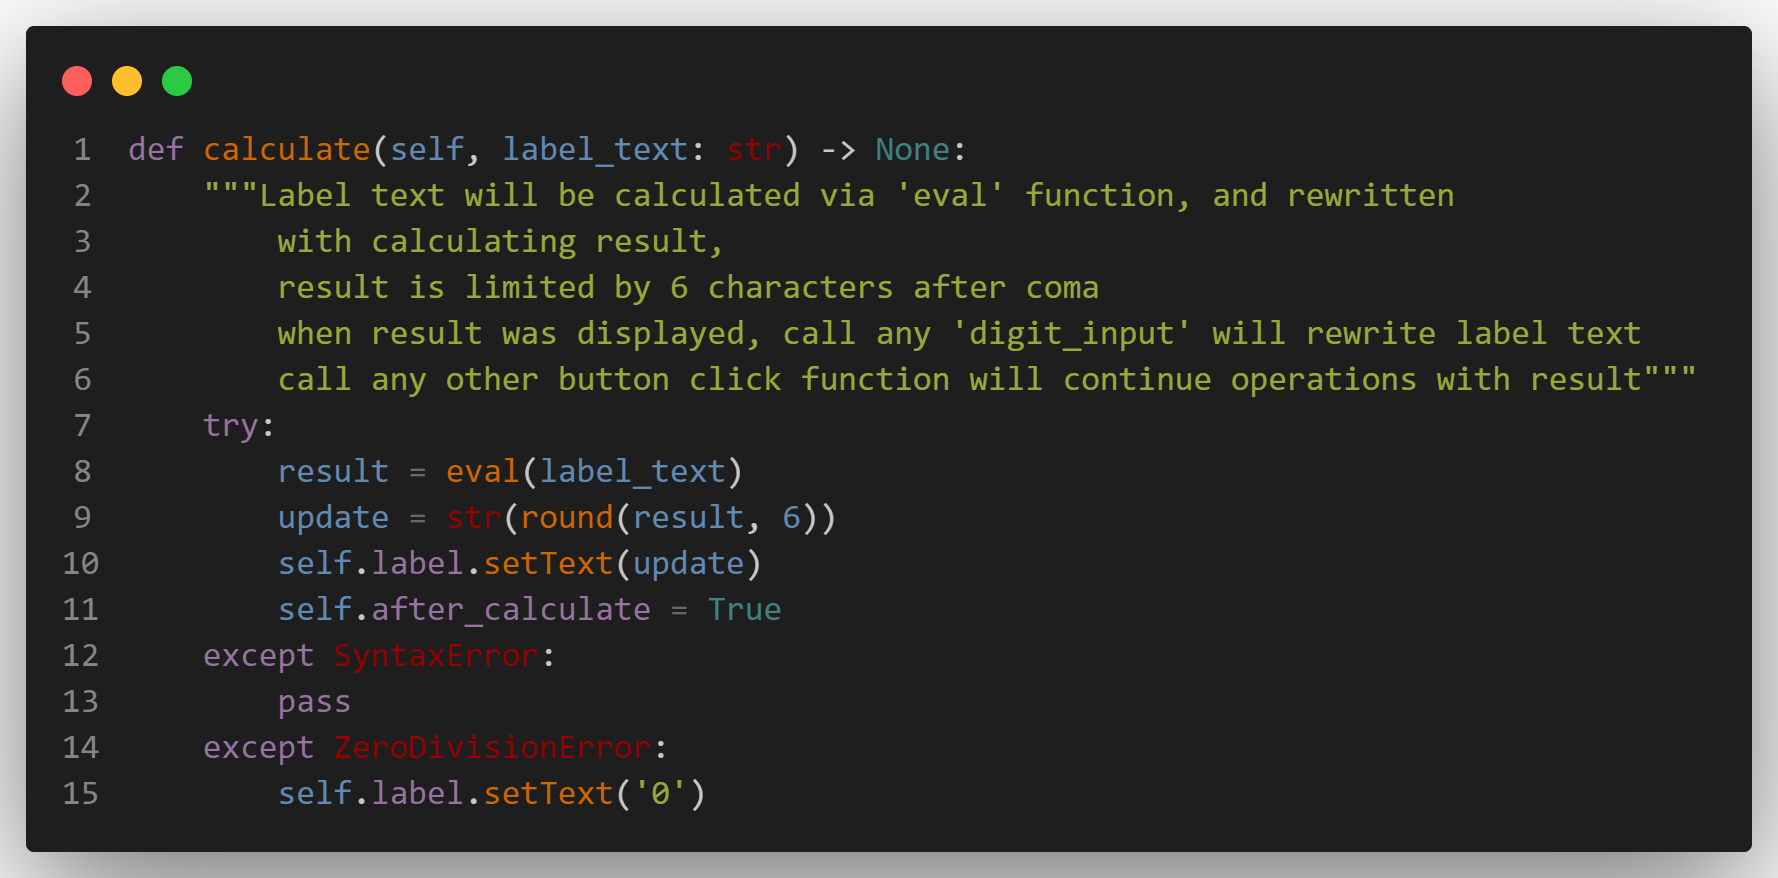 1 def calculate(self, label_text: str) -> None:
2     """Label text will be calculated via 'eval' function, and rewritten
3         with calculating result,
4         result is limited by 6 characters after coma
5         when result was displayed, call any 'digit_input' will rewrite label text
6         call any other button click function will continue operations with result"""
7     try:
8         result = eval(label_text)
9         update = str(round(result, 6))
10         self.label.setText(update)
11         self.after_calculate = True
12     except SyntaxError:
13         pass
14     except ZeroDivisionError:
15         self.label.setText('0')